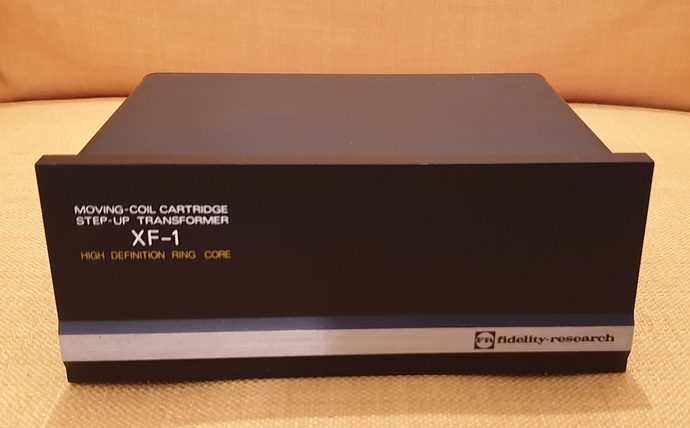 MOVING-COIL CARTRIDGE
STEP-UP TRANSFORMER
XF-1
HIGH DEFINITION RING CORE
FR fidelity-research